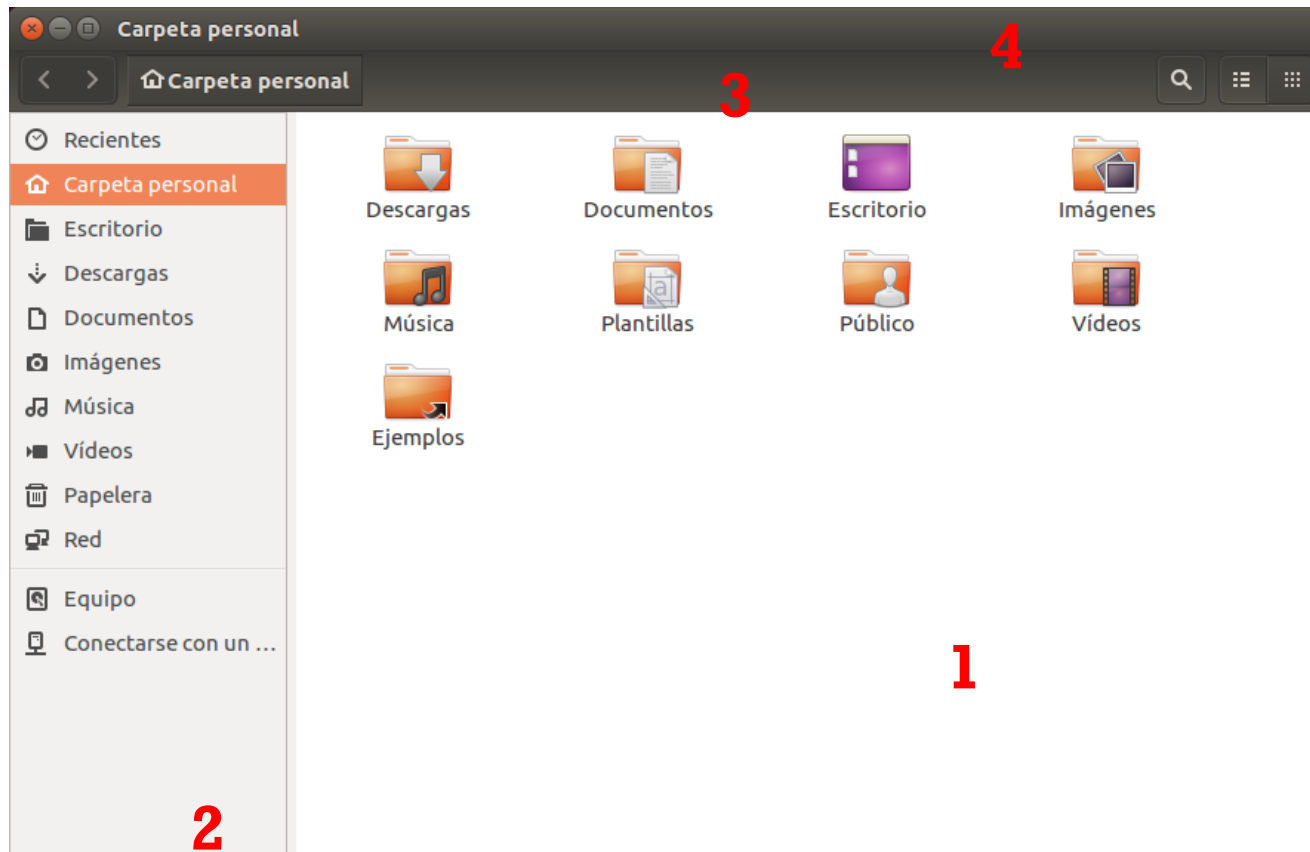 Carpeta personal
4
Carpeta personal
3
Recientes
Carpeta personal
Escritorio
Descargas
Documentos
Imágenes
Música
Vídeos
Papelera
Red
Equipo
Conectarse con un …
2
Descargas Documentos Escritorio Imágenes
Música Plantillas Público Vídeos
Ejemplos
1